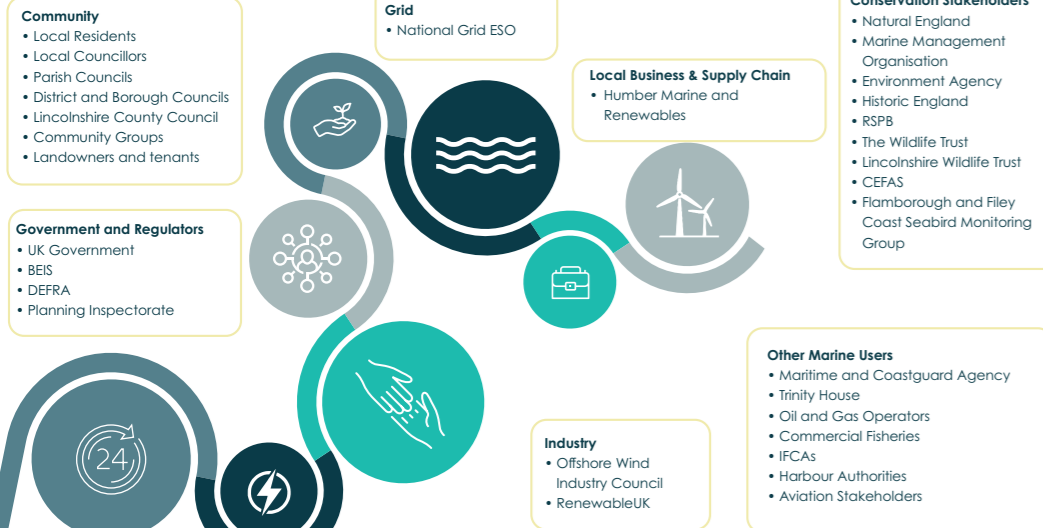 Community
• Local Residents
• Local Councillors
• Parish Councils
• District and Borough Councils
• Lincolnshire County Council
• Community Groups
• Landowners and tenants
Grid
• National Grid ESO
Local Business & Supply Chain
• Humber Marine and
Renewables
Conservation Stakeholders
• Natural England
• Marine Management
Organisation
• Environment Agency
• Historic England
• RSPB
• The Wildlife Trust
• Lincolnshire Wildlife Trust
• CEFAS
• Flamborough and Filey
Coast Seabird Monitoring
Group
Government and Regulators
• UK Government
• BEIS
• DEFRA
• Planning Inspectorate
24
Industry
• Offshore Wind
Industry Council
• RenewableUK
Other Marine Users
• Maritime and Coastguard Agency
• Trinity House
• Oil and Gas Operators
• Commercial Fisheries
• IFCAs
• Harbour Authorities
• Aviation Stakeholders